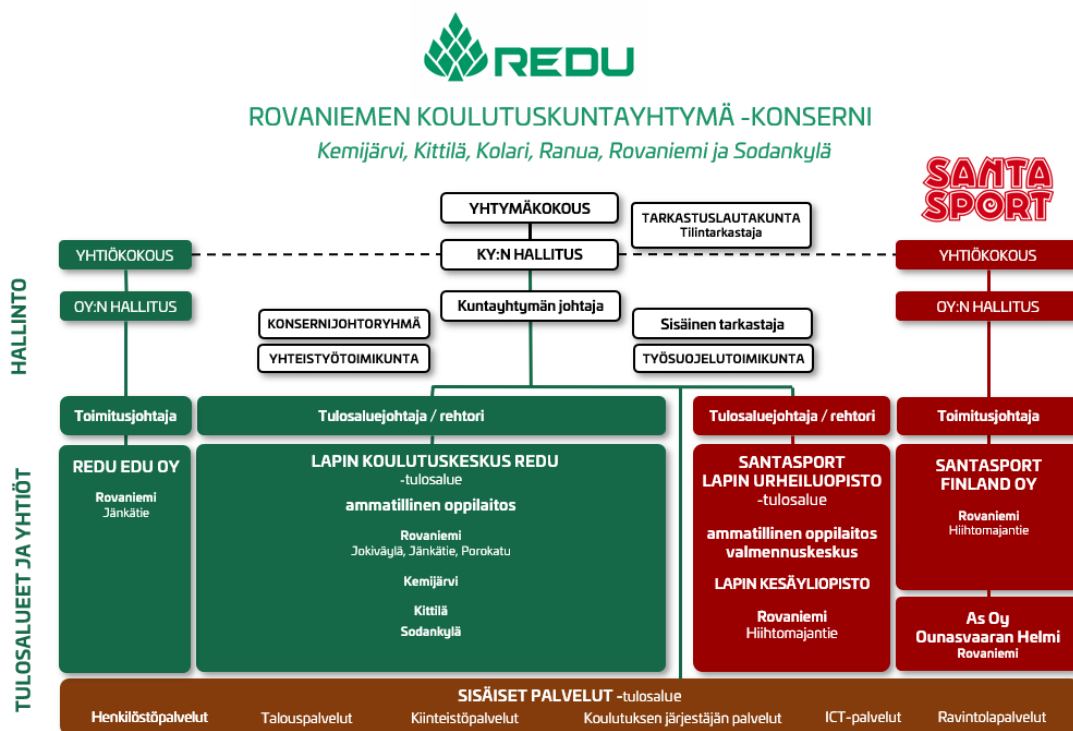 REDU
ROVANIEMEN KOULUTUSKUNTAYHTYMÄ -KONSERNI
Kemijärvi, Kittilä, Kolari, Ranua, Rovaniemi ja Sodankylä
SANTA
SPORT
HALLINTO
YHTYMÄKOKOUS
TARKASTUSLAUTAKUNTA
Tilintarkastaja
YHTIÖKOKOUS
KY:N HALLITUS
YHTIÖKOKOUS
OY:N HALLITUS
Kuntayhtymän johtaja
OY:N HALLITUS
KONSERNIJOHTORYHMÄ
Sisäinen tarkastaja
YHTEISTYÖTOIMIKUNTA
TYÖSUOJELUTOIMIKUNTA
TULOSALUEET JA YHTIÖT
Toimitusjohtaja
Tulosaluejohtaja / rehtori
Tulosaluejohtaja / rehtori
Toimitusjohtaja
REDU EDU OY
Rovaniemi
Jänkätie
LAPIN KOULUTUSKESKUS REDU
-tulosalue
ammatillinen oppilaitos
Rovaniemi
Jokiväylä, Jänkätie, Porokatu
Kemijärvi
Kittilä
Sodankylä
SANTASPORT
LAPIN URHEILUOPISTO
-tulosalue
ammatillinen oppilaitos
valmennuskeskus
LAPIN KESÄYLIOPISTO
Rovaniemi
Hiihtomajantie
SANTASPORT
FINLAND OY
Rovaniemi
Hiihtomajantie
As Oy
Ounasvaaran Helmi
Rovaniemi
SISÄISET PALVELUT -tulosalue
Henkilöstöpalvelut Talouspalvelut Kiinteistöpalvelut Koulutuksen järjestäjän palvelut ICT-palvelut Ravintolapalvelut